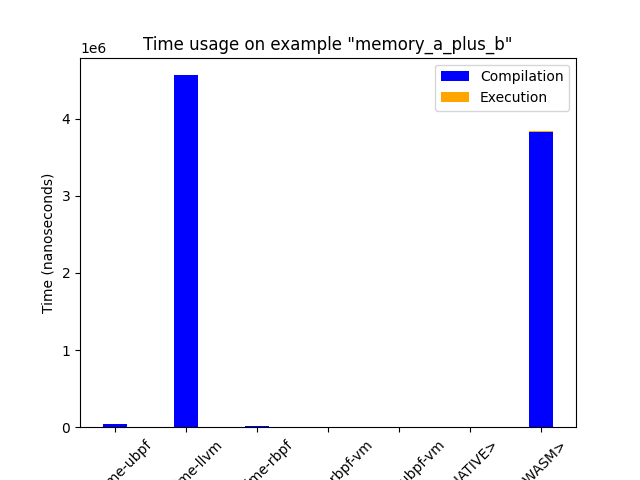 Time usage on example "memory_a_plus_b"
1e6
Compilation
Execution
4
3
2
1
0
Time (nanoseconds)
me-ubpf
me-llvm
me-rbpf
rbpf-vm
ubpf-vm
NATIVE>
WASM>